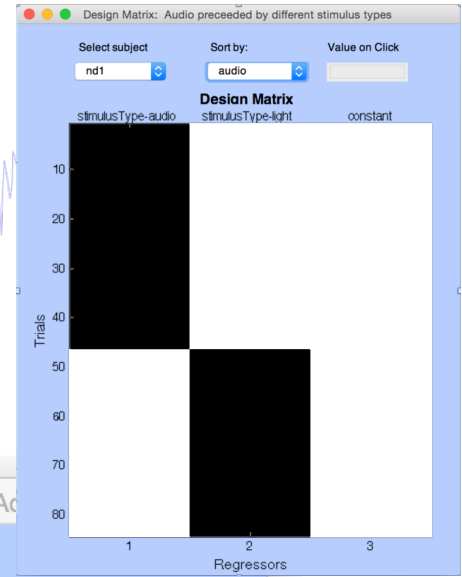 Design Matrix: Audio preceeded by different stimulus types
Select subject
Sort by:
Value on Click
nd1
audio
Design Matrix
stimulusType-audio
stimulusType-light
constant
Trials
10
20
30
40
50
60
70
80
1
2
3
Regressors